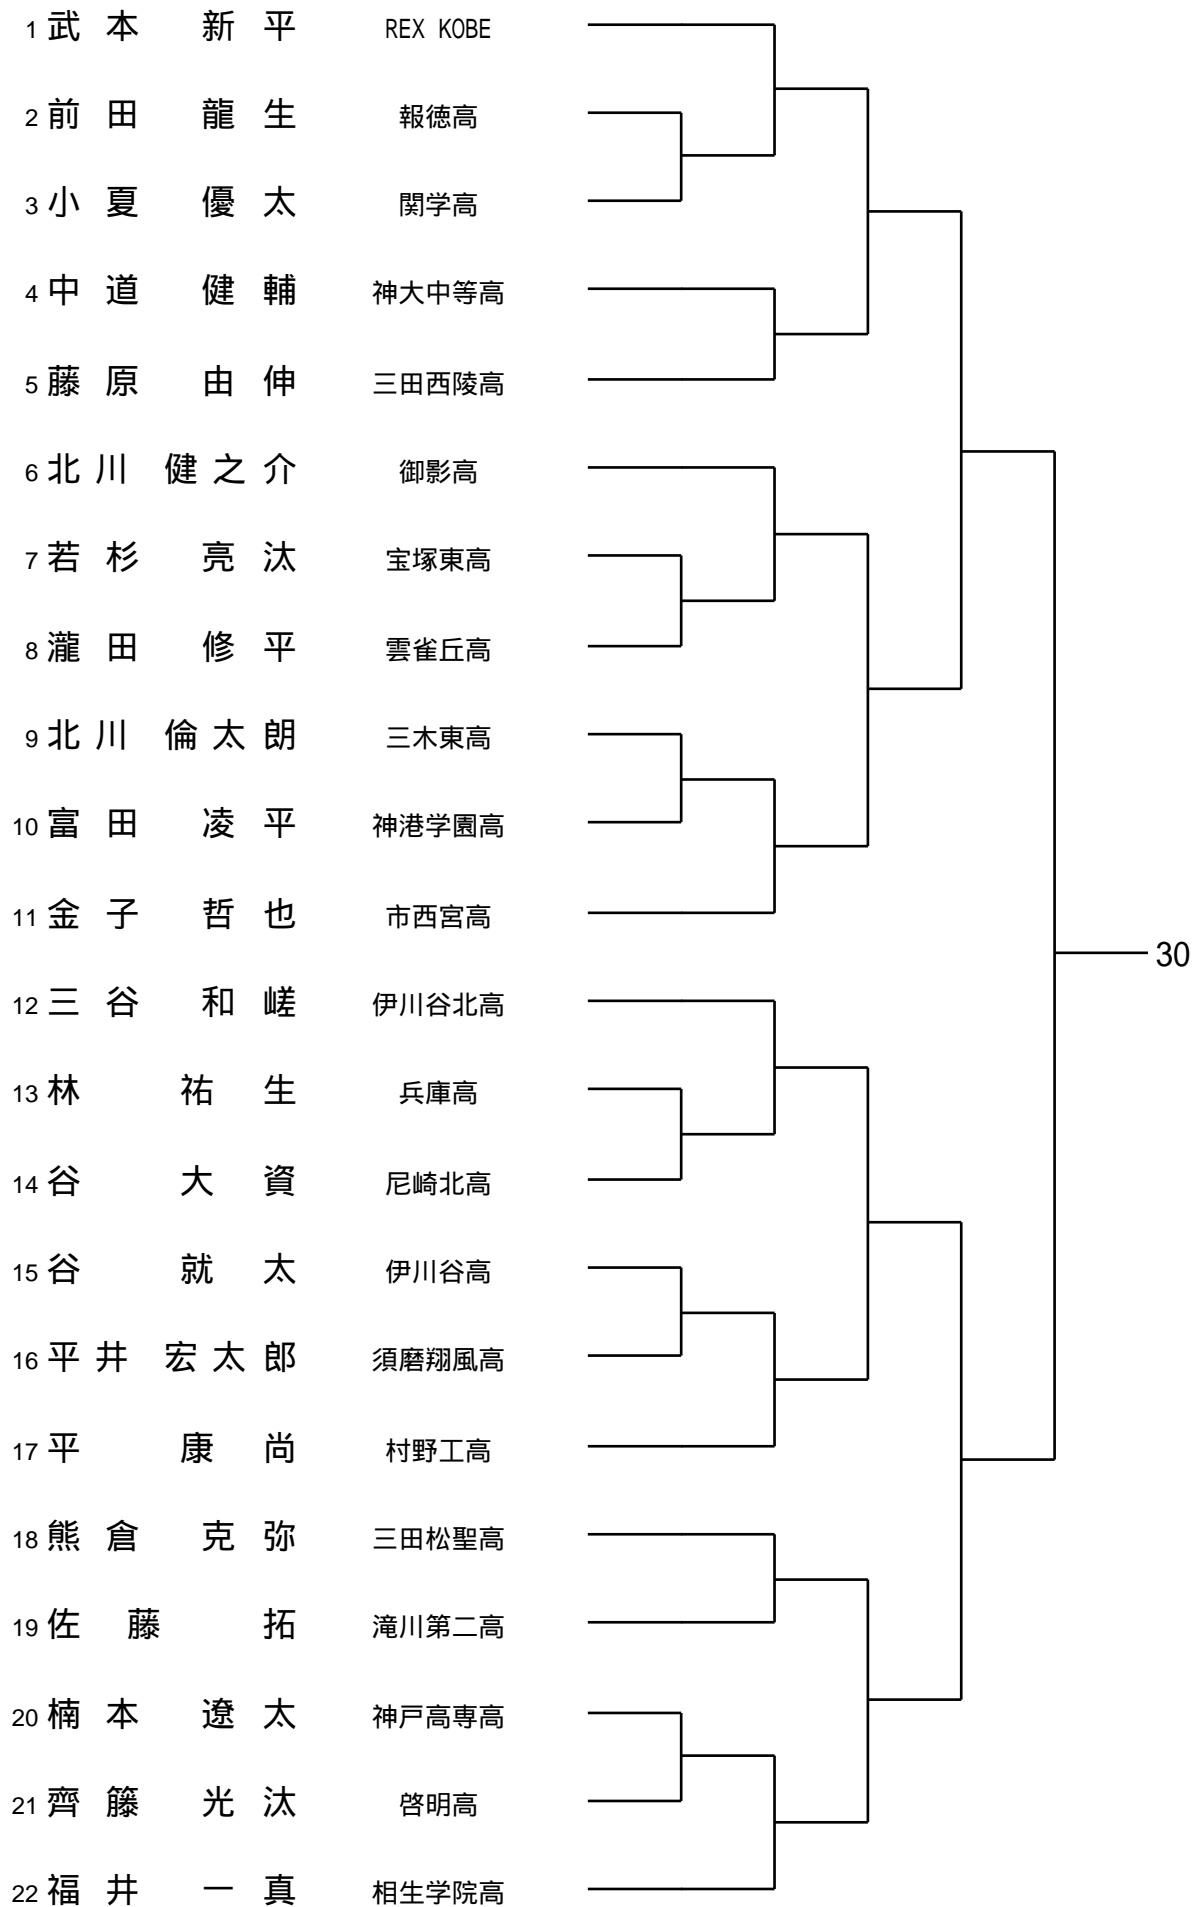 1 武本 新平 REX KOBE
2 前田 龍生 報徳高
3 小夏 優太 関学高
4 中道 健輔 神大中等高
5 藤原 由伸 三田西陵高
6 北川 健之介 御影高
7 若杉 亮汰 宝塚東高
8 瀧田 修平 雲雀丘高
9 北川 倫太朗 三木東高
10 富田 凌平 神港学園高
11 金子 哲也 市西宮高
30
12 三谷 和嵯 伊川谷北高
13 林 祐生 兵庫高
14 谷 大資 尼崎北高
15 谷 就太 伊川谷高
16 平井 宏太郎 須磨翔風高
17 平 康尚 村野工高
18 熊倉 克弥 三田松聖高
19 佐藤 拓 滝川第二高
20 楠本 遼太 神戸高専高
21 齊籐 光汰 啓明高
22 福井 一真 相生学院高